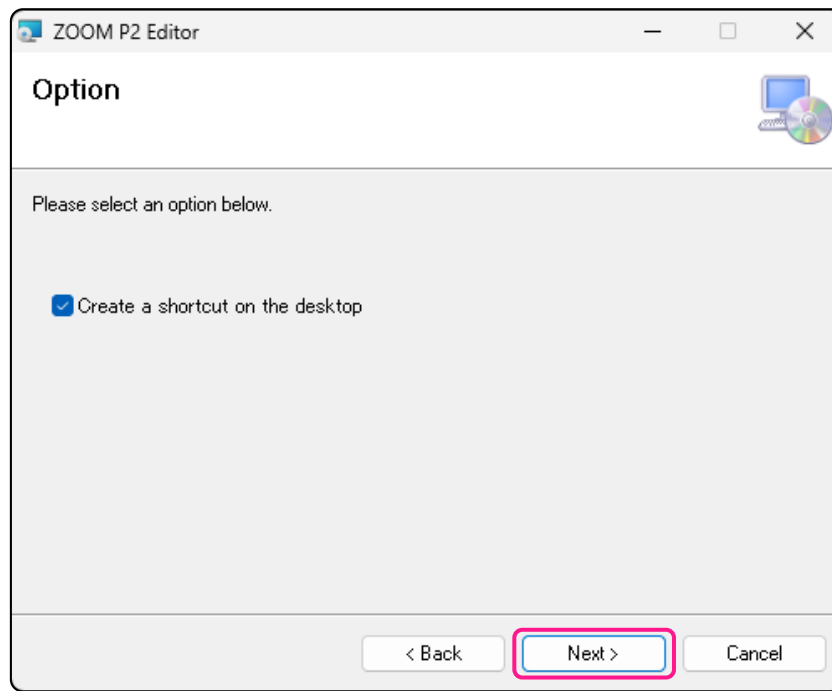 ZOOM P2 Editor
Option
Please select an option below.
Create a shortcut on the desktop
< Back
Next >
Cancel